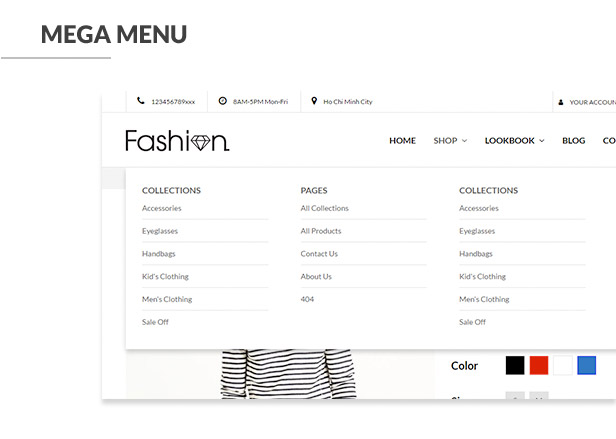 MEGA MENU
123456789xxx 8AM-5PM Mon-Fri Ho Chi Minh City YOUR ACCOUN
Fashion HOME SHOP LOOKBOOK BLOG CO
COLLECTIONS PAGES COLLECTIONS
Accessories All Collections Accessories
Eyeglasses All Products Eyeglasses
Handbags Contact Us Handbags
Kid's Clothing About Us Kid's Clothing
Men's Clothing 404 Men's Clothing
Sale Off Sale Off
Color